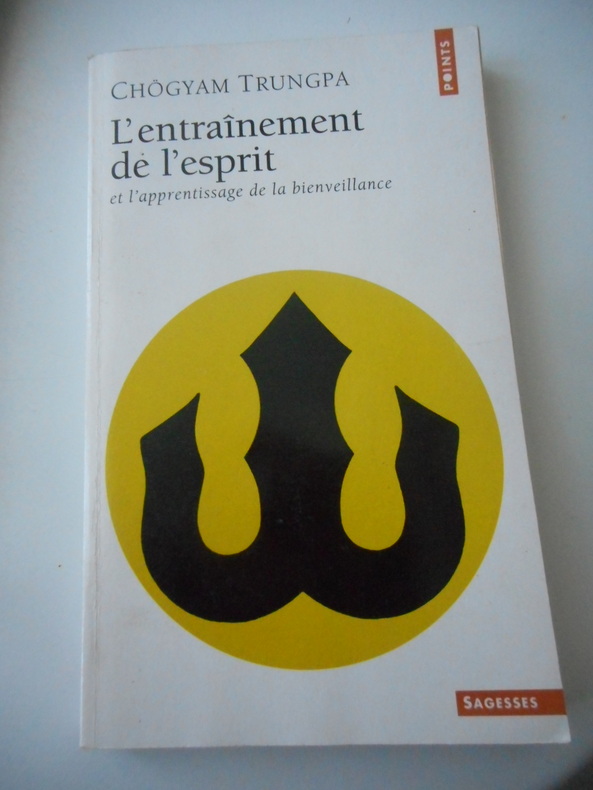 POINTS
CHÖGYAM TRUNGPA
L'entraînement
de l'esprit
et l'apprentissage de la bienveillance
SAGESSES